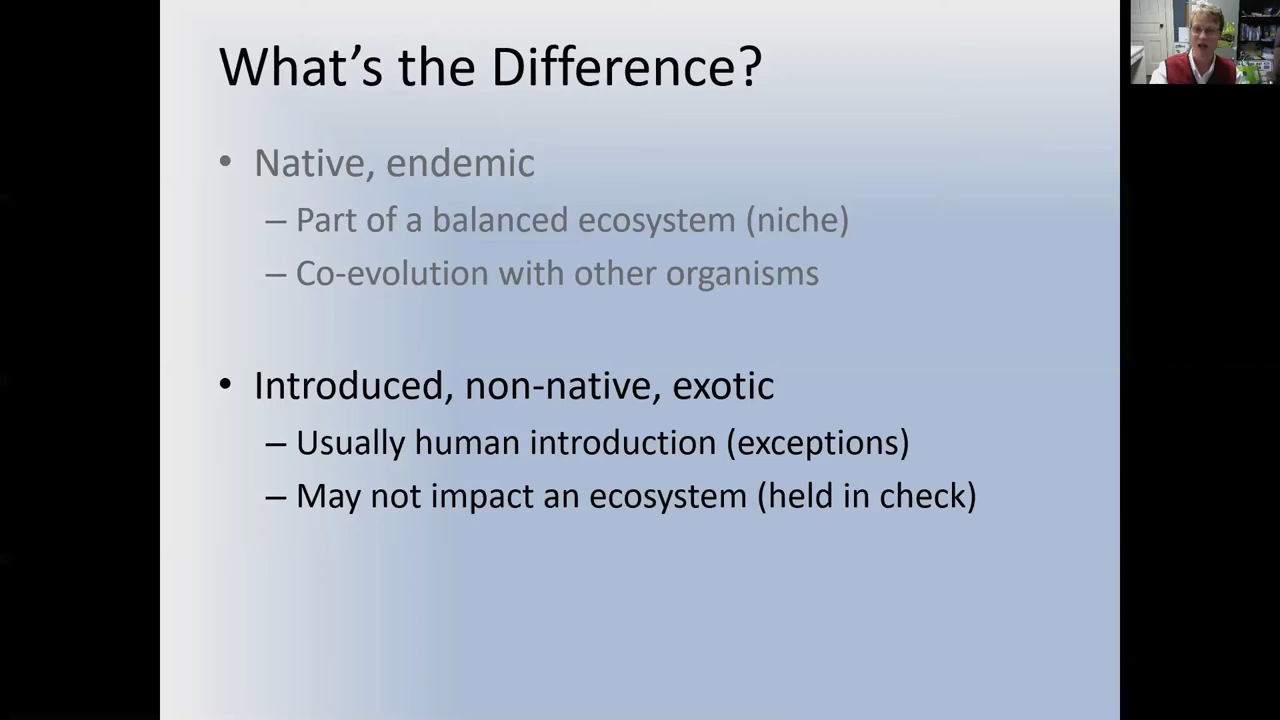 What’s the Difference?
• Native, endemic
– Part of a balanced ecosystem (niche)
– Co-evolution with other organisms
• Introduced, non-native, exotic
– Usually human introduction (exceptions)
– May not impact an ecosystem (held in check)